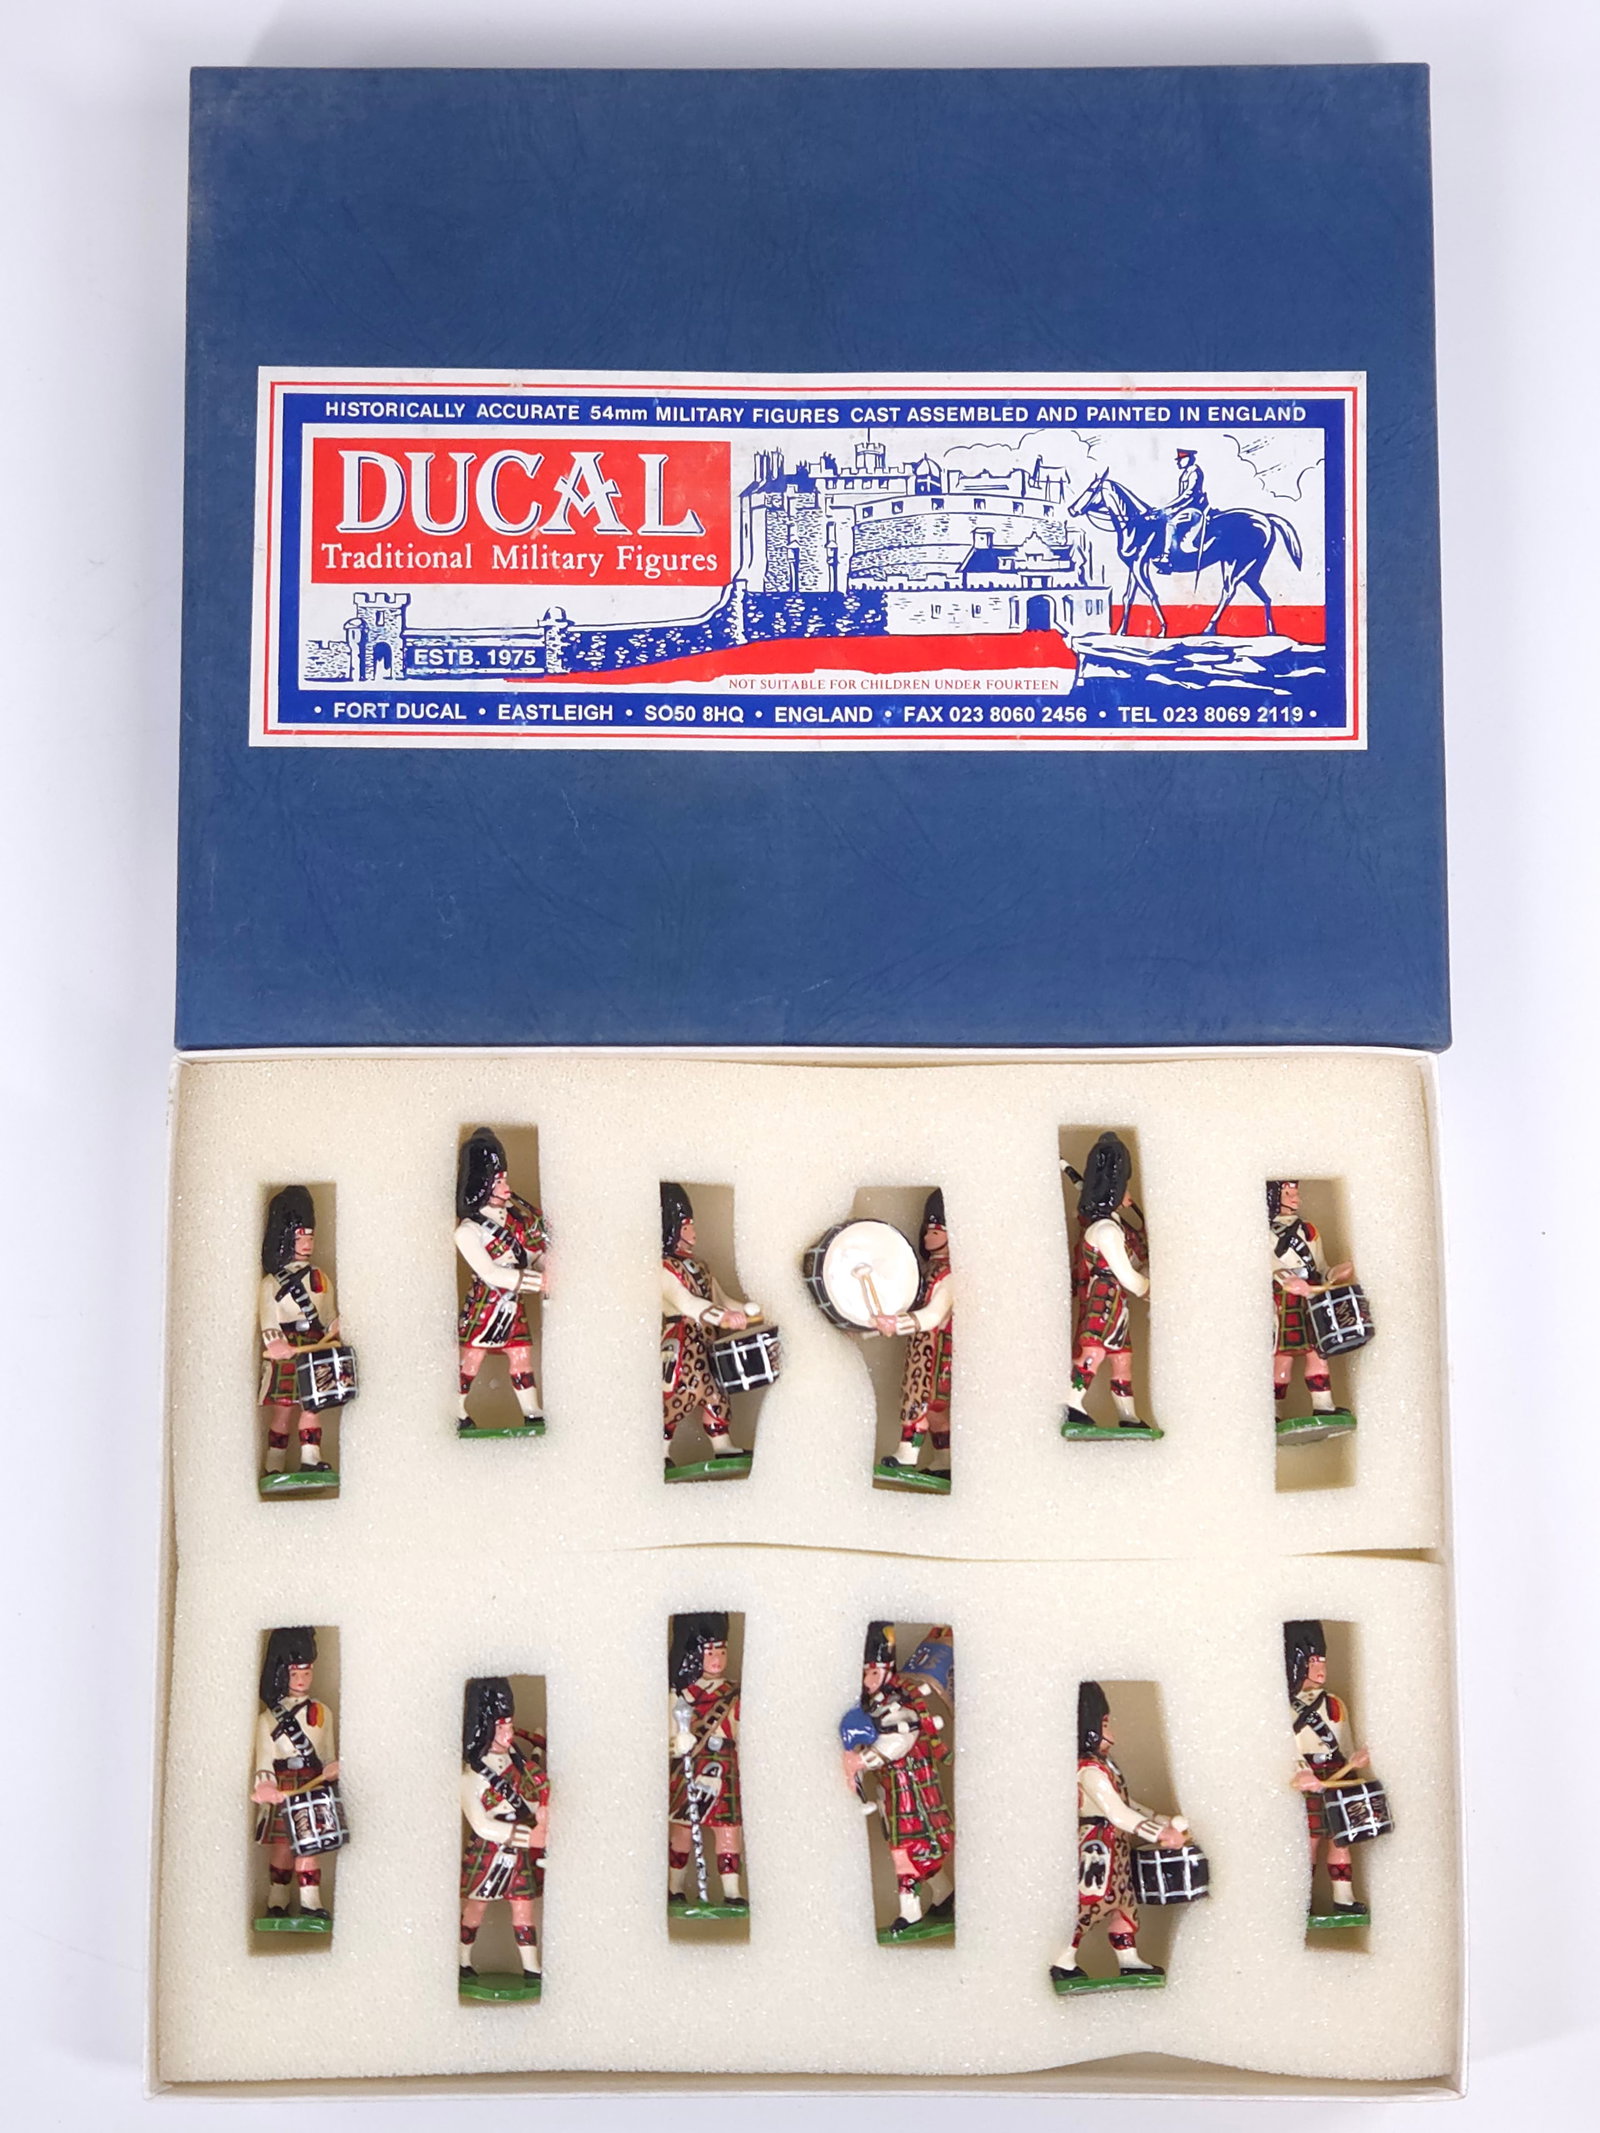 HISTORICALLY ACCURATE 54mm MILITARY FIGURES CAST ASSEMBLED AND PAINTED IN ENGLAND
DUCAL
Traditional Military Figures
ESTB. 1975
NOT SUITABLE FOR CHILDREN UNDER FOURTEEN
• FORT DUCAL • EASTLEIGH • SO50 8HQ • ENGLAND • FAX 023 8060 2456 • TEL 023 8069 2119 •